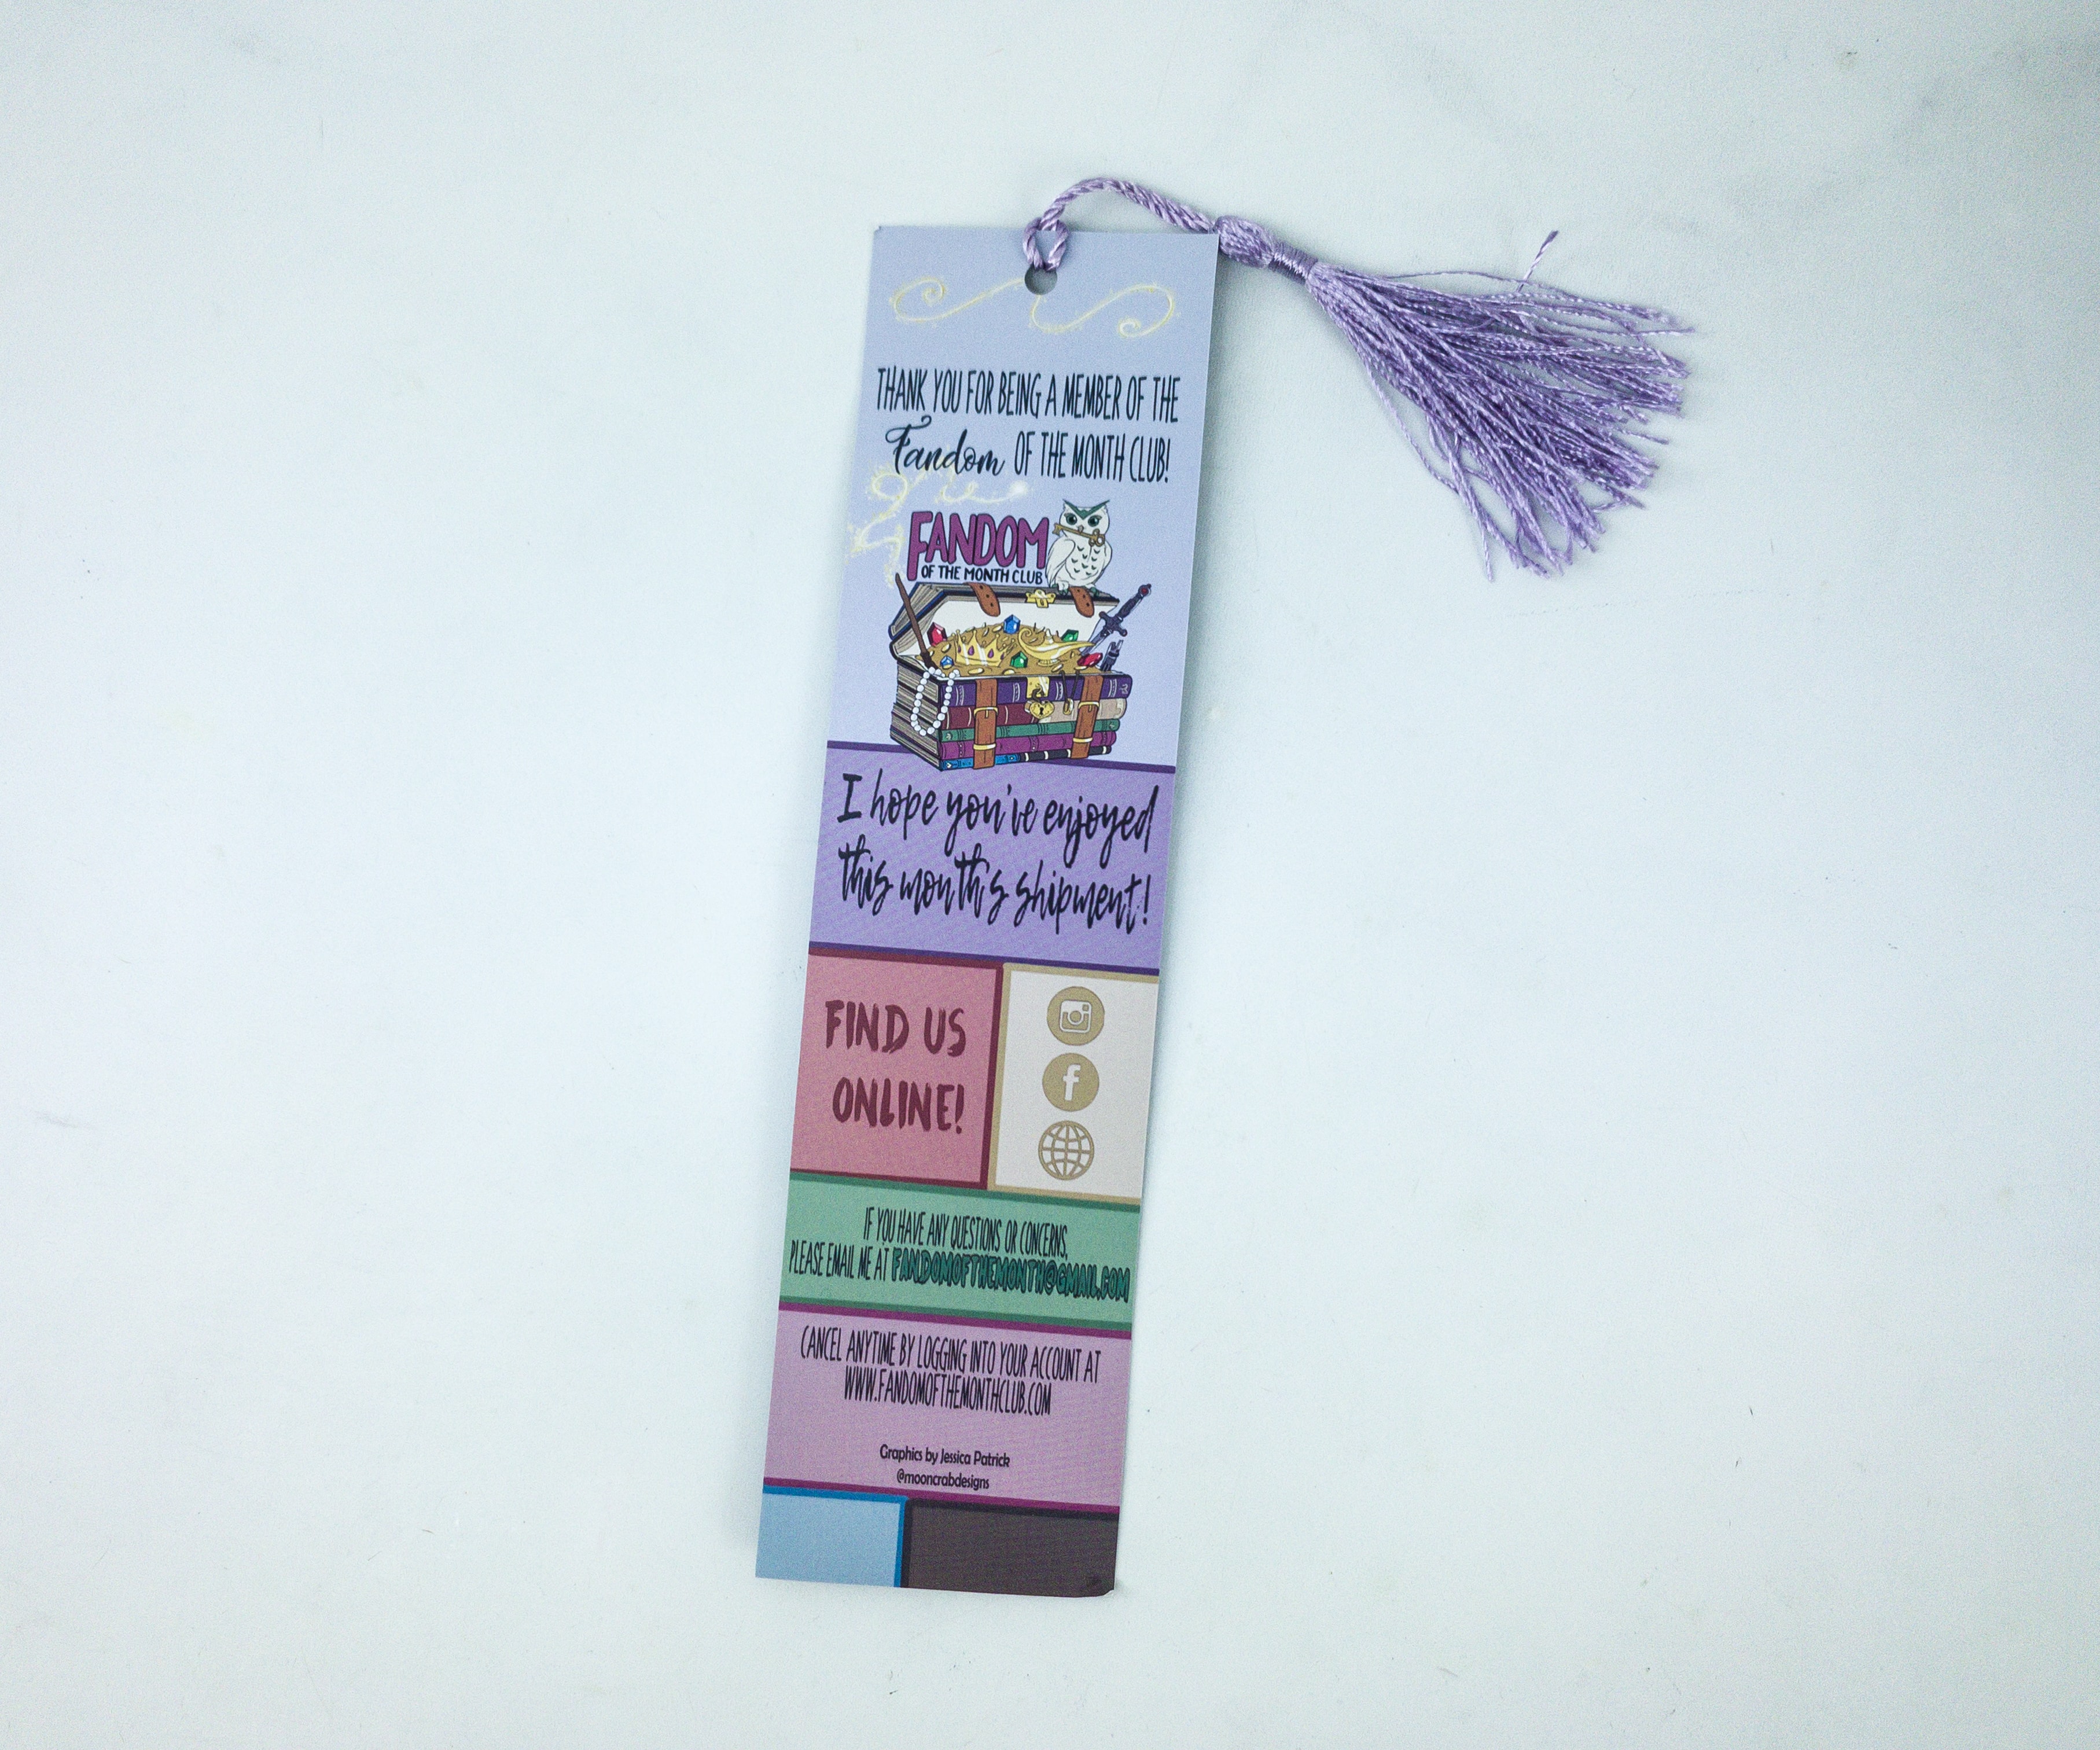 THANK YOU FOR BEING A MEMBER OF THE
Fandom OF THE MONTH CLUB!
FANDOM
OF THE MONTH CLUB
I hope you've enjoyed
this month's shipment!
FIND US
ONLINE!
IF YOU HAVE ANY QUESTIONS OR CONCERNS,
PLEASE EMAIL ME AT FANDOMOFTHEMONTH@GMAIL.COM
CANCEL ANYTIME BY LOGGING INTO YOUR ACCOUNT AT
WWW.FANDOMOFTHEMONTHCLUB.COM
Graphics by Jessica Patrick
@mooncrabdesigns